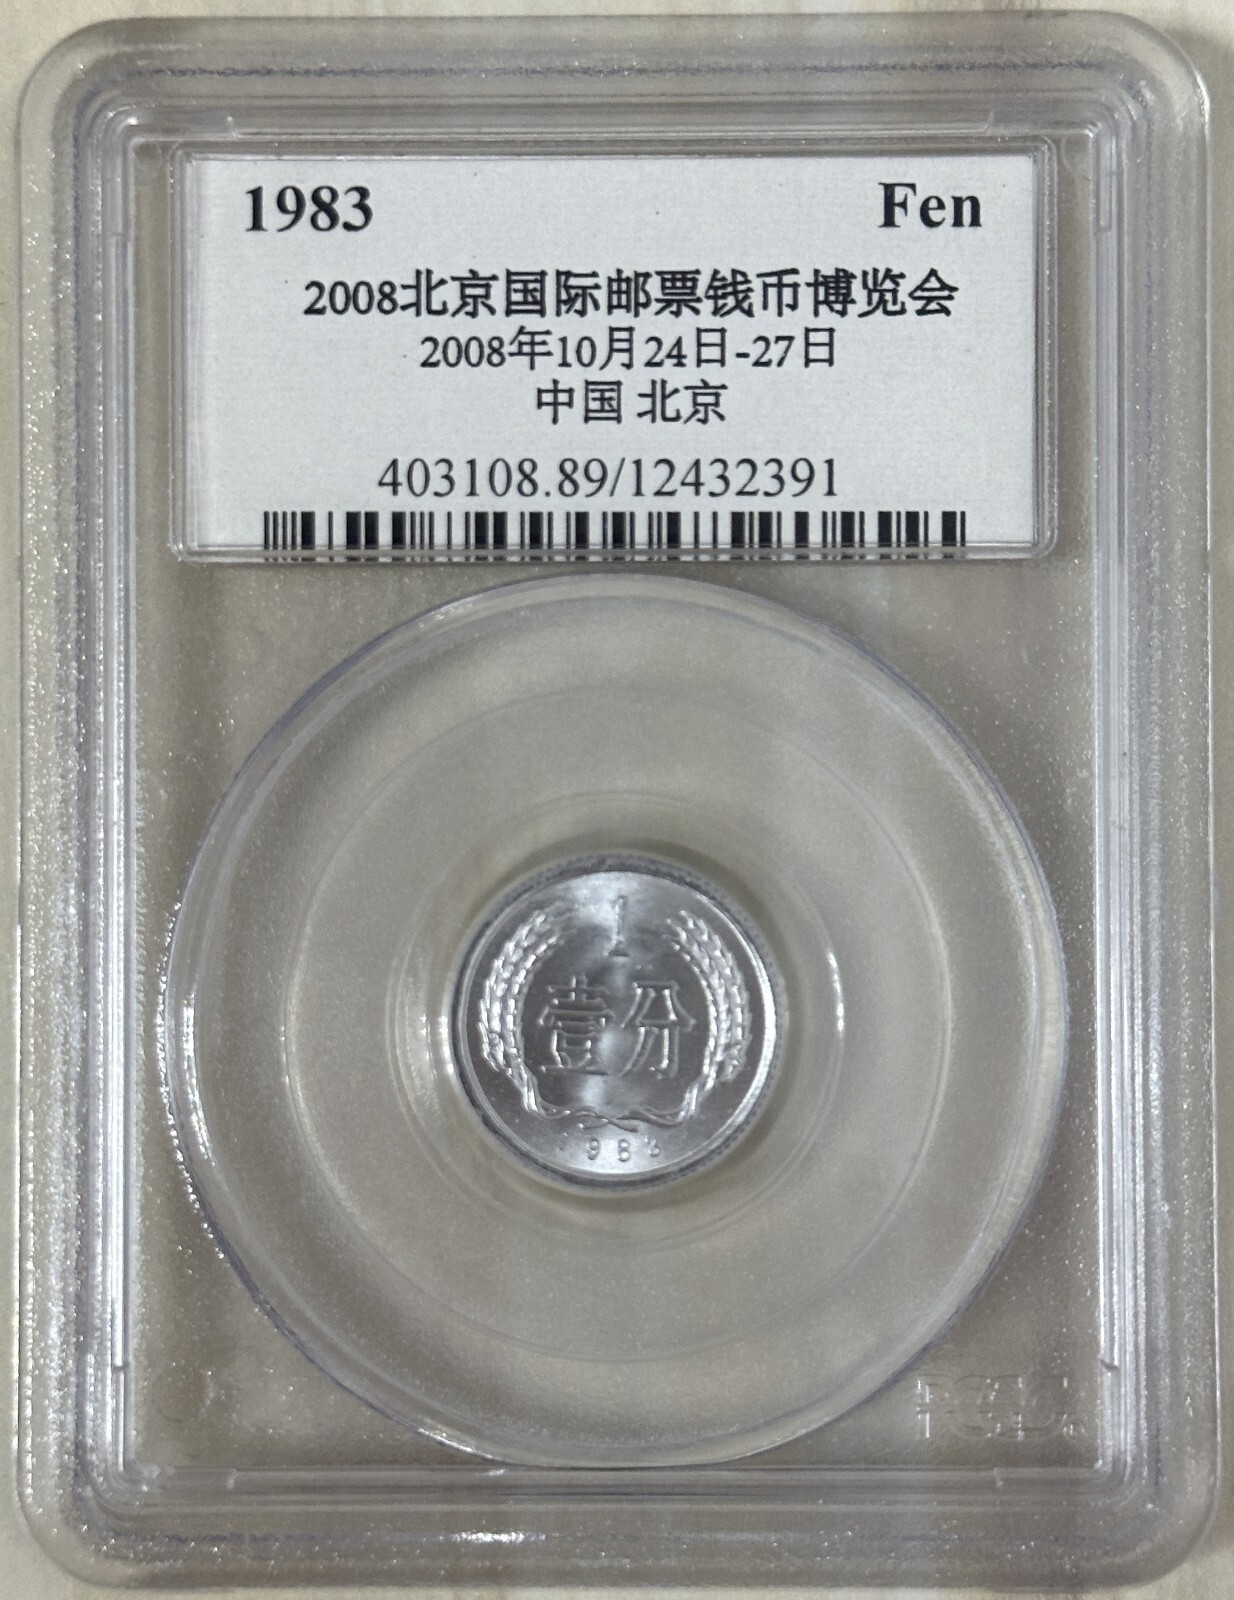 1983 Fen
2008北京国际邮票钱币博览会
2008年10月24日-27日
中国 北京
403108.89/12432391
1
壹分
1983
PCGS